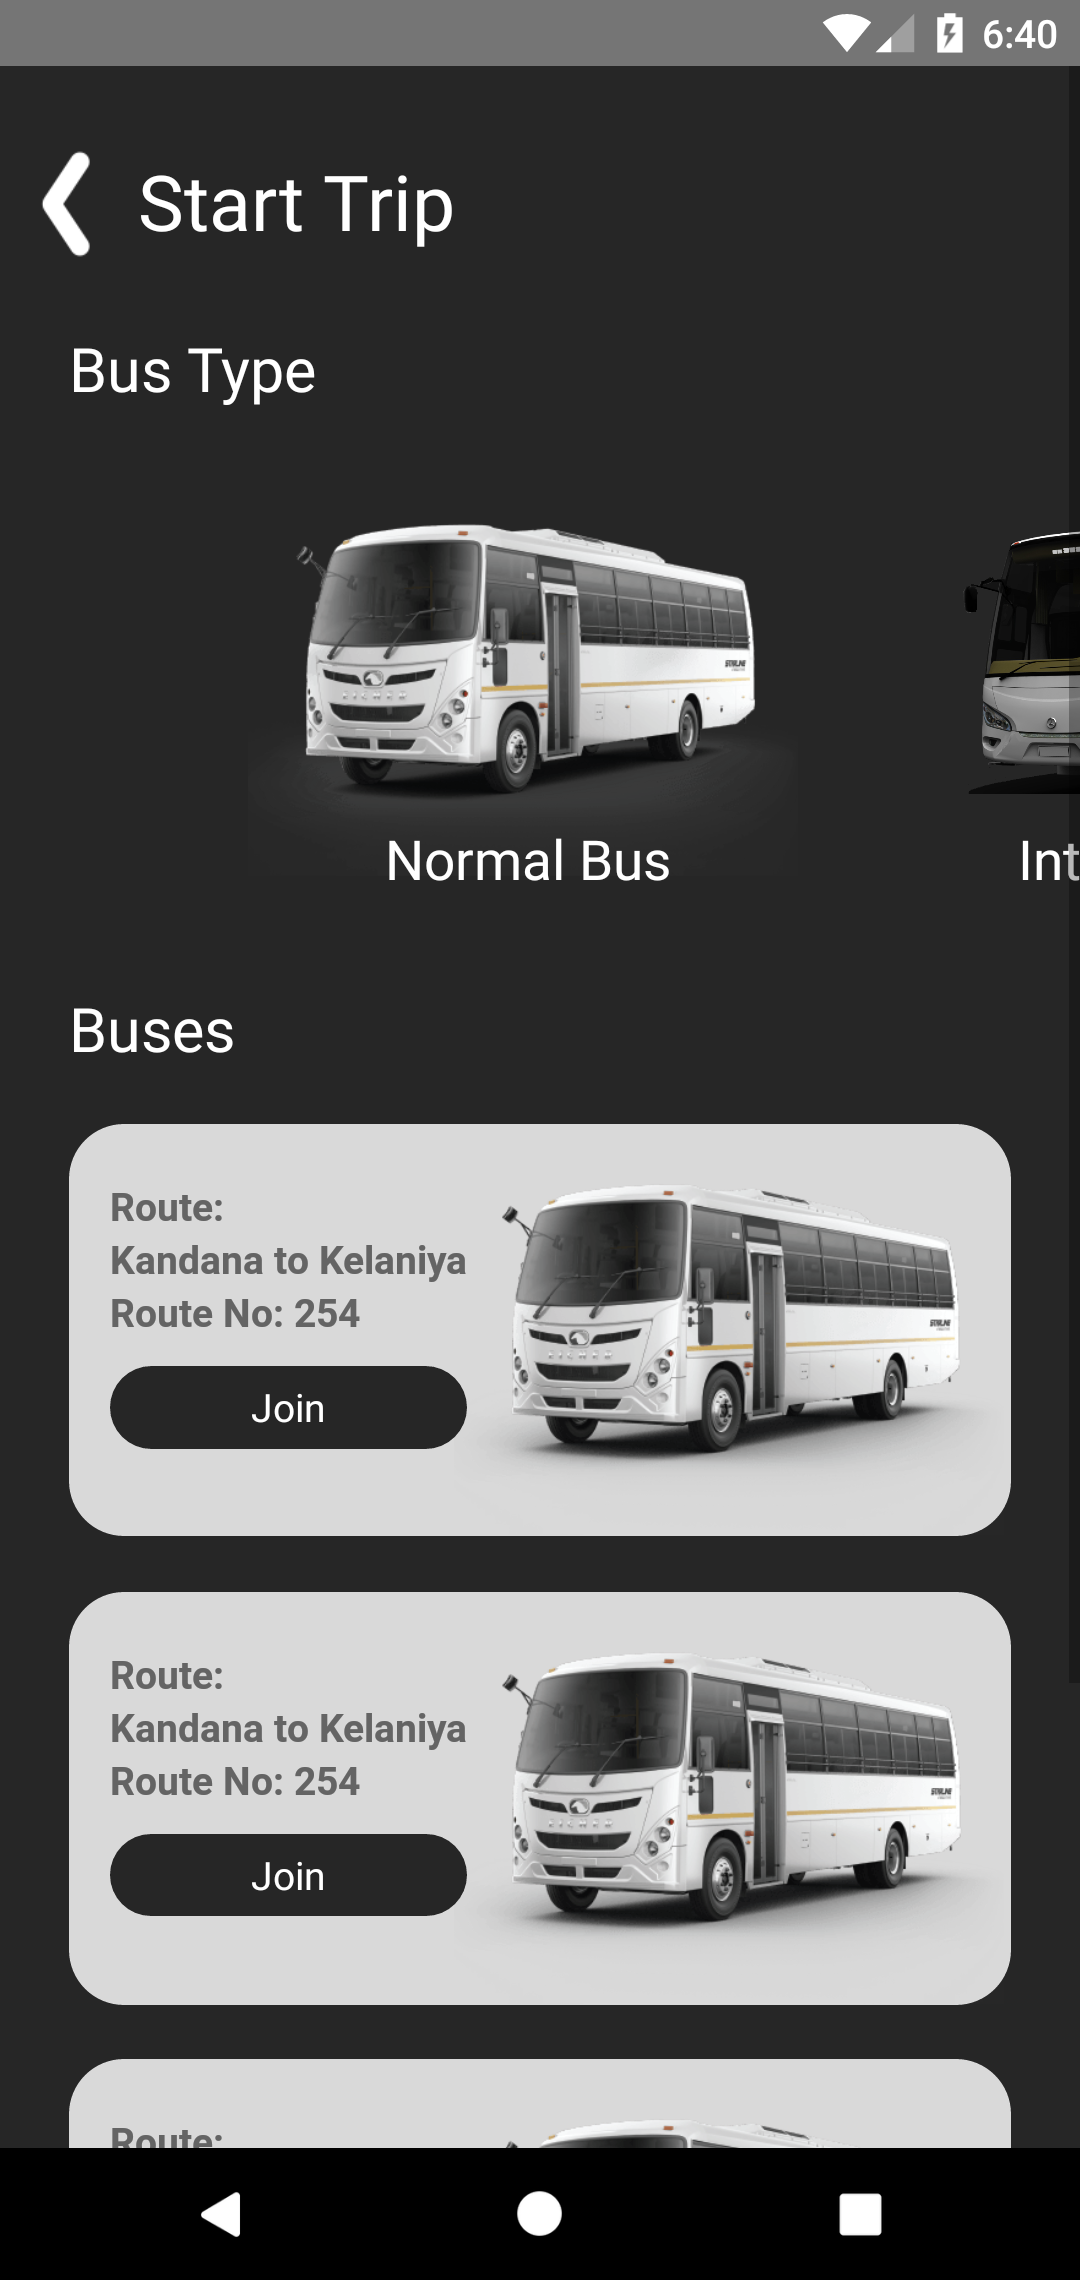 6:40
Start Trip
Bus Type
Normal Bus
Int
Buses
Route:
Kandana to Kelaniya
Route No: 254
Join
Route:
Kandana to Kelaniya
Route No: 254
Join
Route: